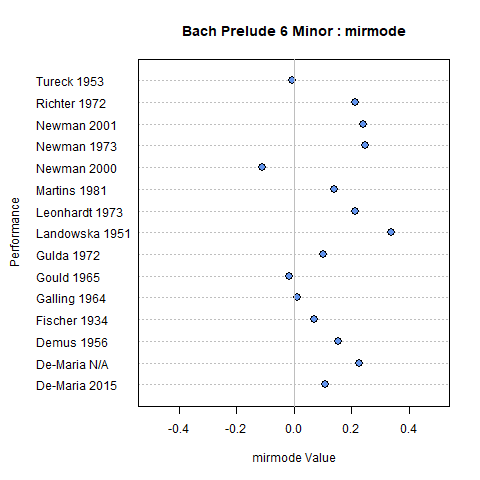 Bach Prelude 6 Minor : mirmode
Performance
Tureck 1953
Richter 1972
Newman 2001
Newman 1973
Newman 2000
Martins 1981
Leonhardt 1973
Landowska 1951
Gulda 1972
Gould 1965
Galling 1964
Fischer 1934
Demus 1956
De-Maria N/A
De-Maria 2015
-0.4 -0.2 0.0 0.2 0.4
mirmode Value